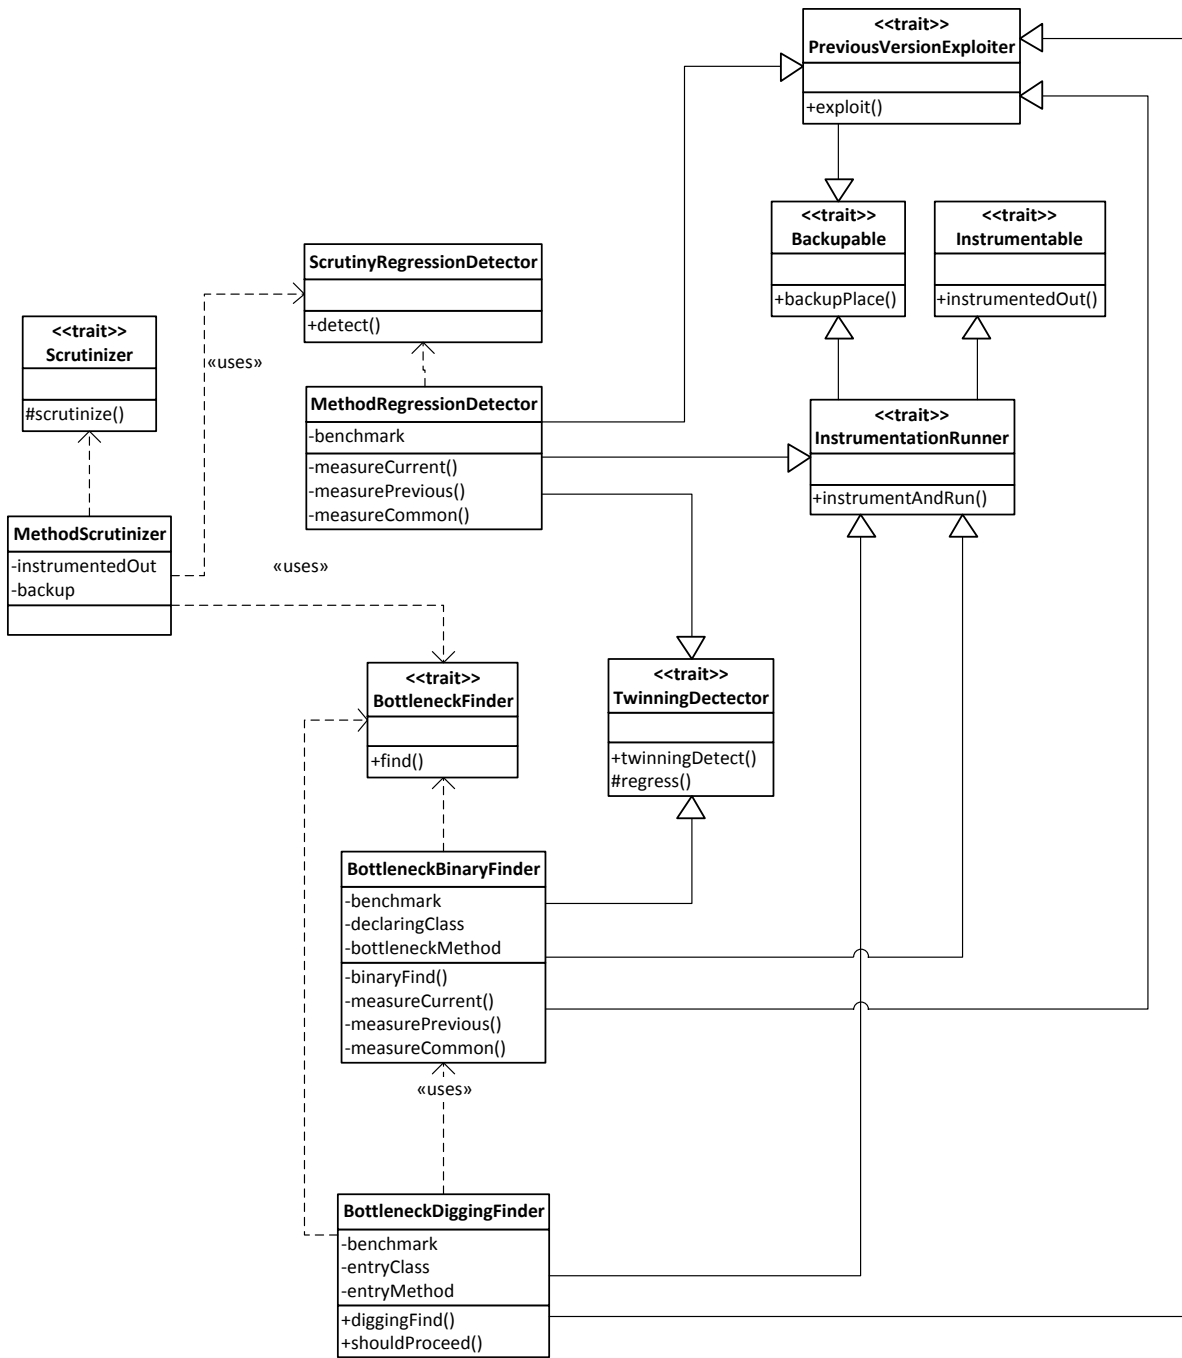 <<trait>>
PreviousVersionExploiter
+exploit()
<<trait>>
Backupable
+backupPlace()
<<trait>>
Instrumentable
+instrumentedOut()
ScrutinyRegressionDetector
+detect()
<<trait>>
Scrutinizer
#scrutinize()
«uses»
MethodRegressionDetector
-benchmark
-measureCurrent()
-measurePrevious()
-measureCommon()
<<trait>>
InstrumentationRunner
+instrumentAndRun()
MethodScrutinizer
-instrumentedOut
-backup
«uses»
<<trait>>
BottleneckFinder
+find()
<<trait>>
TwinningDectector
+twinningDetect()
#regress()
BottleneckBinaryFinder
-benchmark
-declaringClass
-bottleneckMethod
-binaryFind()
-measureCurrent()
-measurePrevious()
-measureCommon()
«uses»
BottleneckDiggingFinder
-benchmark
-entryClass
-entryMethod
+diggingFind()
+shouldProceed()